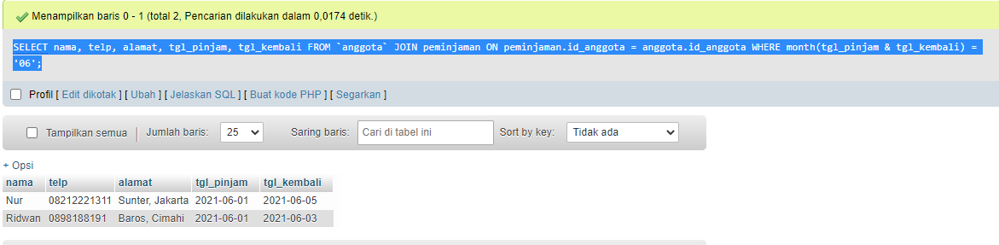 Menampilkan baris 0 - 1 (total 2, Pencarian dilakukan dalam 0,0174 detik.)
SELECT nama, telp, alamat, tgl_pinjam, tgl_kembali FROM `anggota` JOIN peminjaman ON peminjaman.id_anggota = anggota.id_anggota WHERE month(tgl_pinjam & tgl_kembali) =
'06';
Profil [ Edit dikotak ] [ Ubah ] [ Jelaskan SQL ] [ Buat kode PHP ] [ Segarkan ]
Tampilkan semua | Jumlah baris: 25 Saring baris: Cari di tabel ini Sort by key: Tidak ada
+ Opsi
nama telp alamat tgl_pinjam tgl_kembali
Nur 08212221311 Sunter, Jakarta 2021-06-01 2021-06-05
Ridwan 0898188191 Baros, Cimahi 2021-06-01 2021-06-03